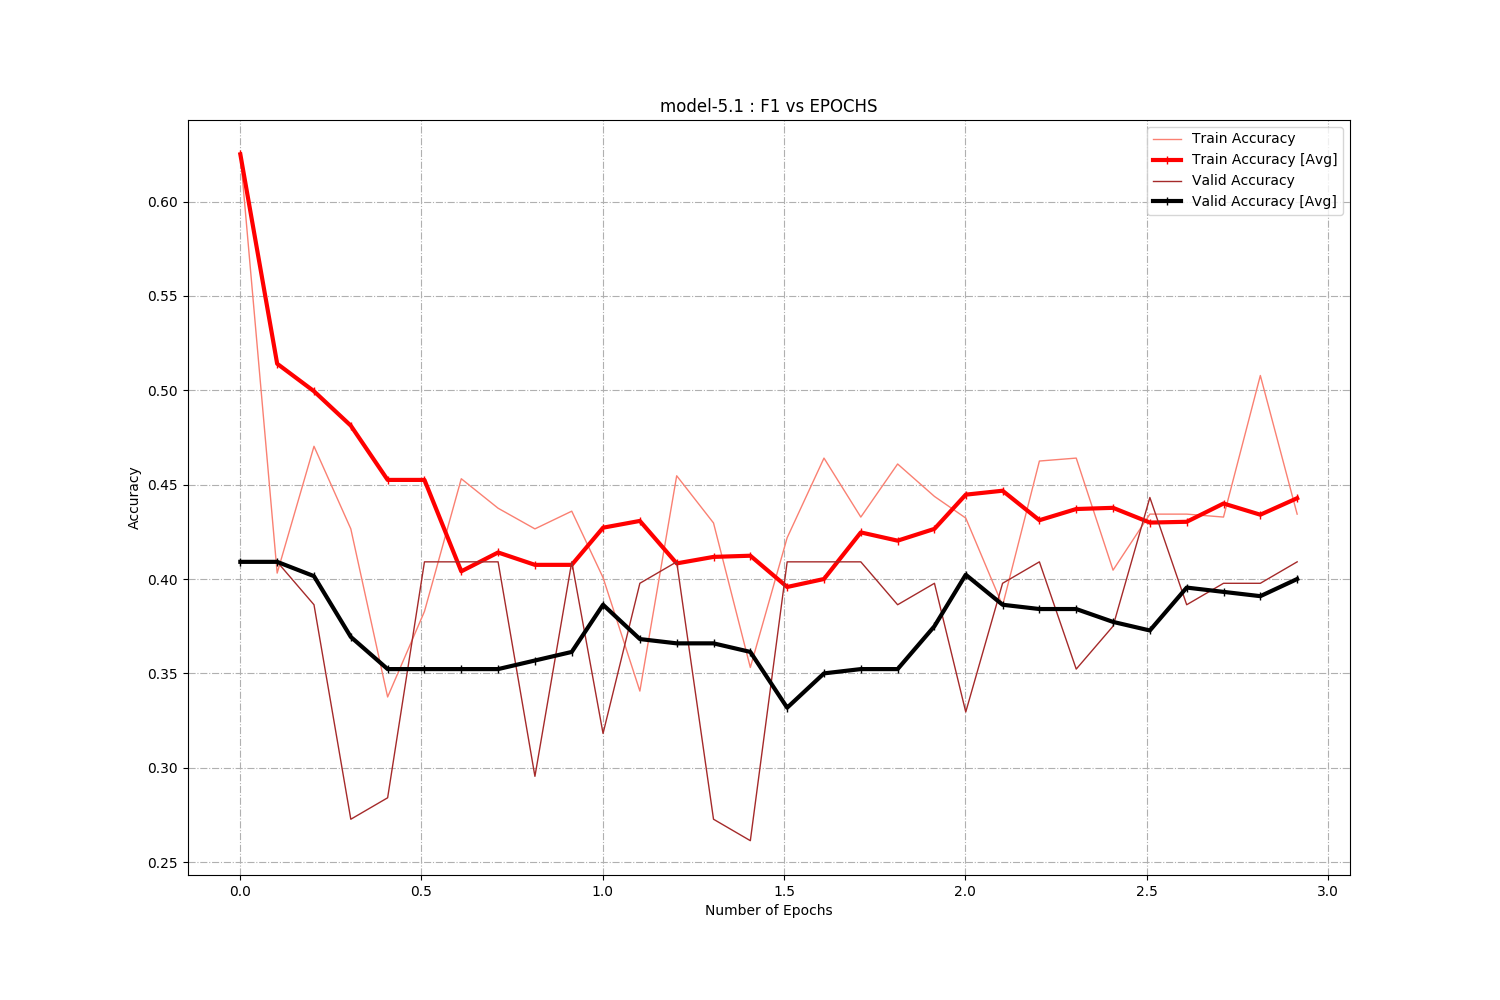 model-5.1 : F1 vs EPOCHS
Train Accuracy
Train Accuracy [Avg]
Valid Accuracy
Valid Accuracy [Avg]
Accuracy
0.60
0.55
0.50
0.45
0.40
0.35
0.30
0.25
0.0 0.5 1.0 1.5 2.0 2.5 3.0
Number of Epochs